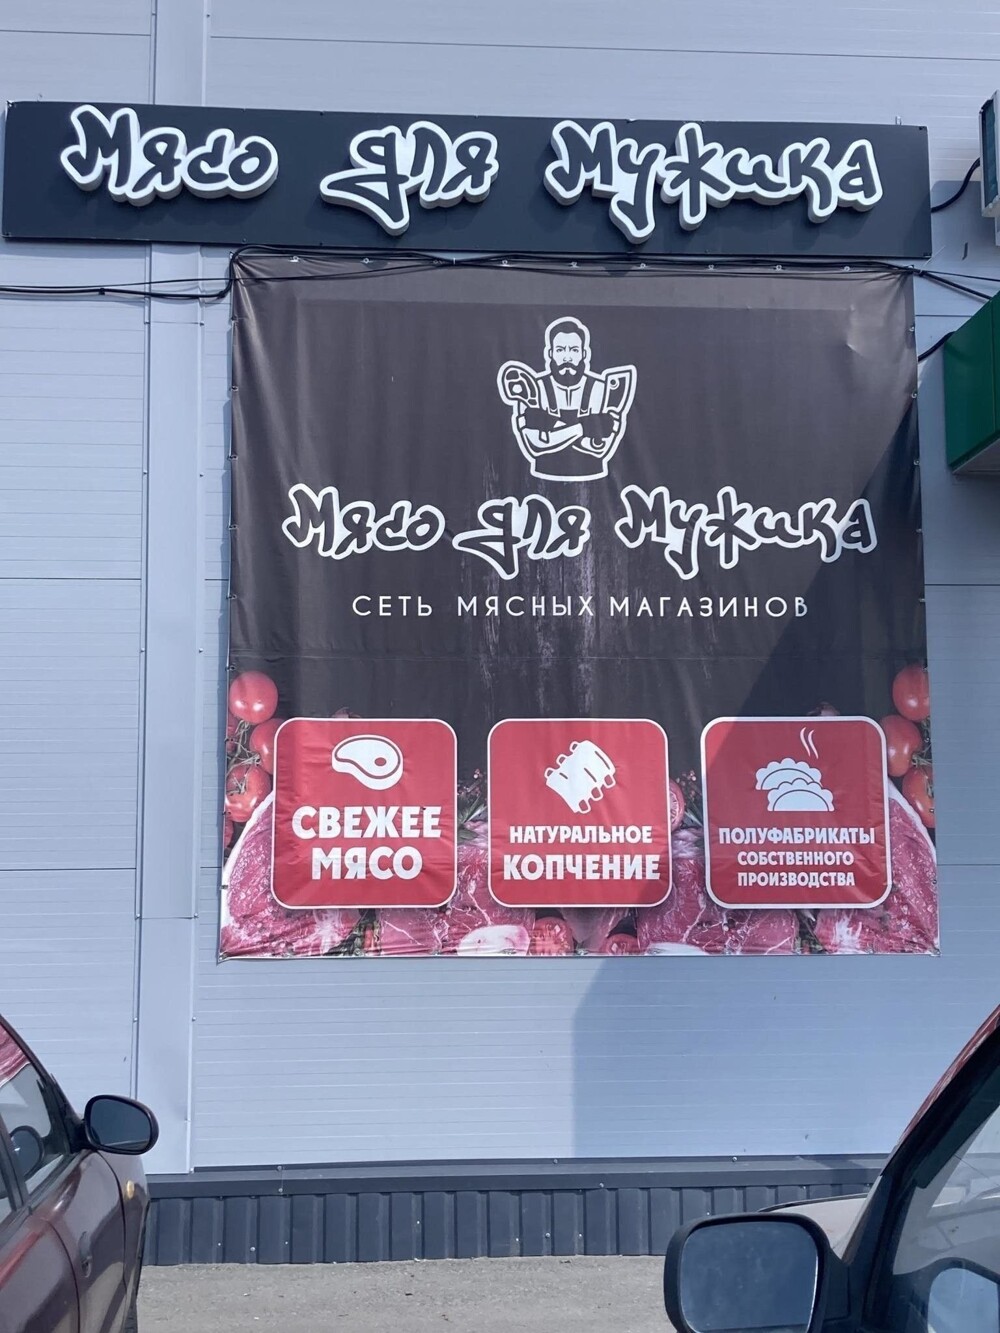 Мясо для Мужика
Мясо для Мужика
СЕТЬ МЯСНЫХ МАГАЗИНОВ
СВЕЖЕЕ
МЯСО
НАТУРАЛЬНОЕ
КОПЧЕНИЕ
ПОЛУФАБРИКАТЫ
СОБСТВЕННОГО
ПРОИЗВОДСТВА